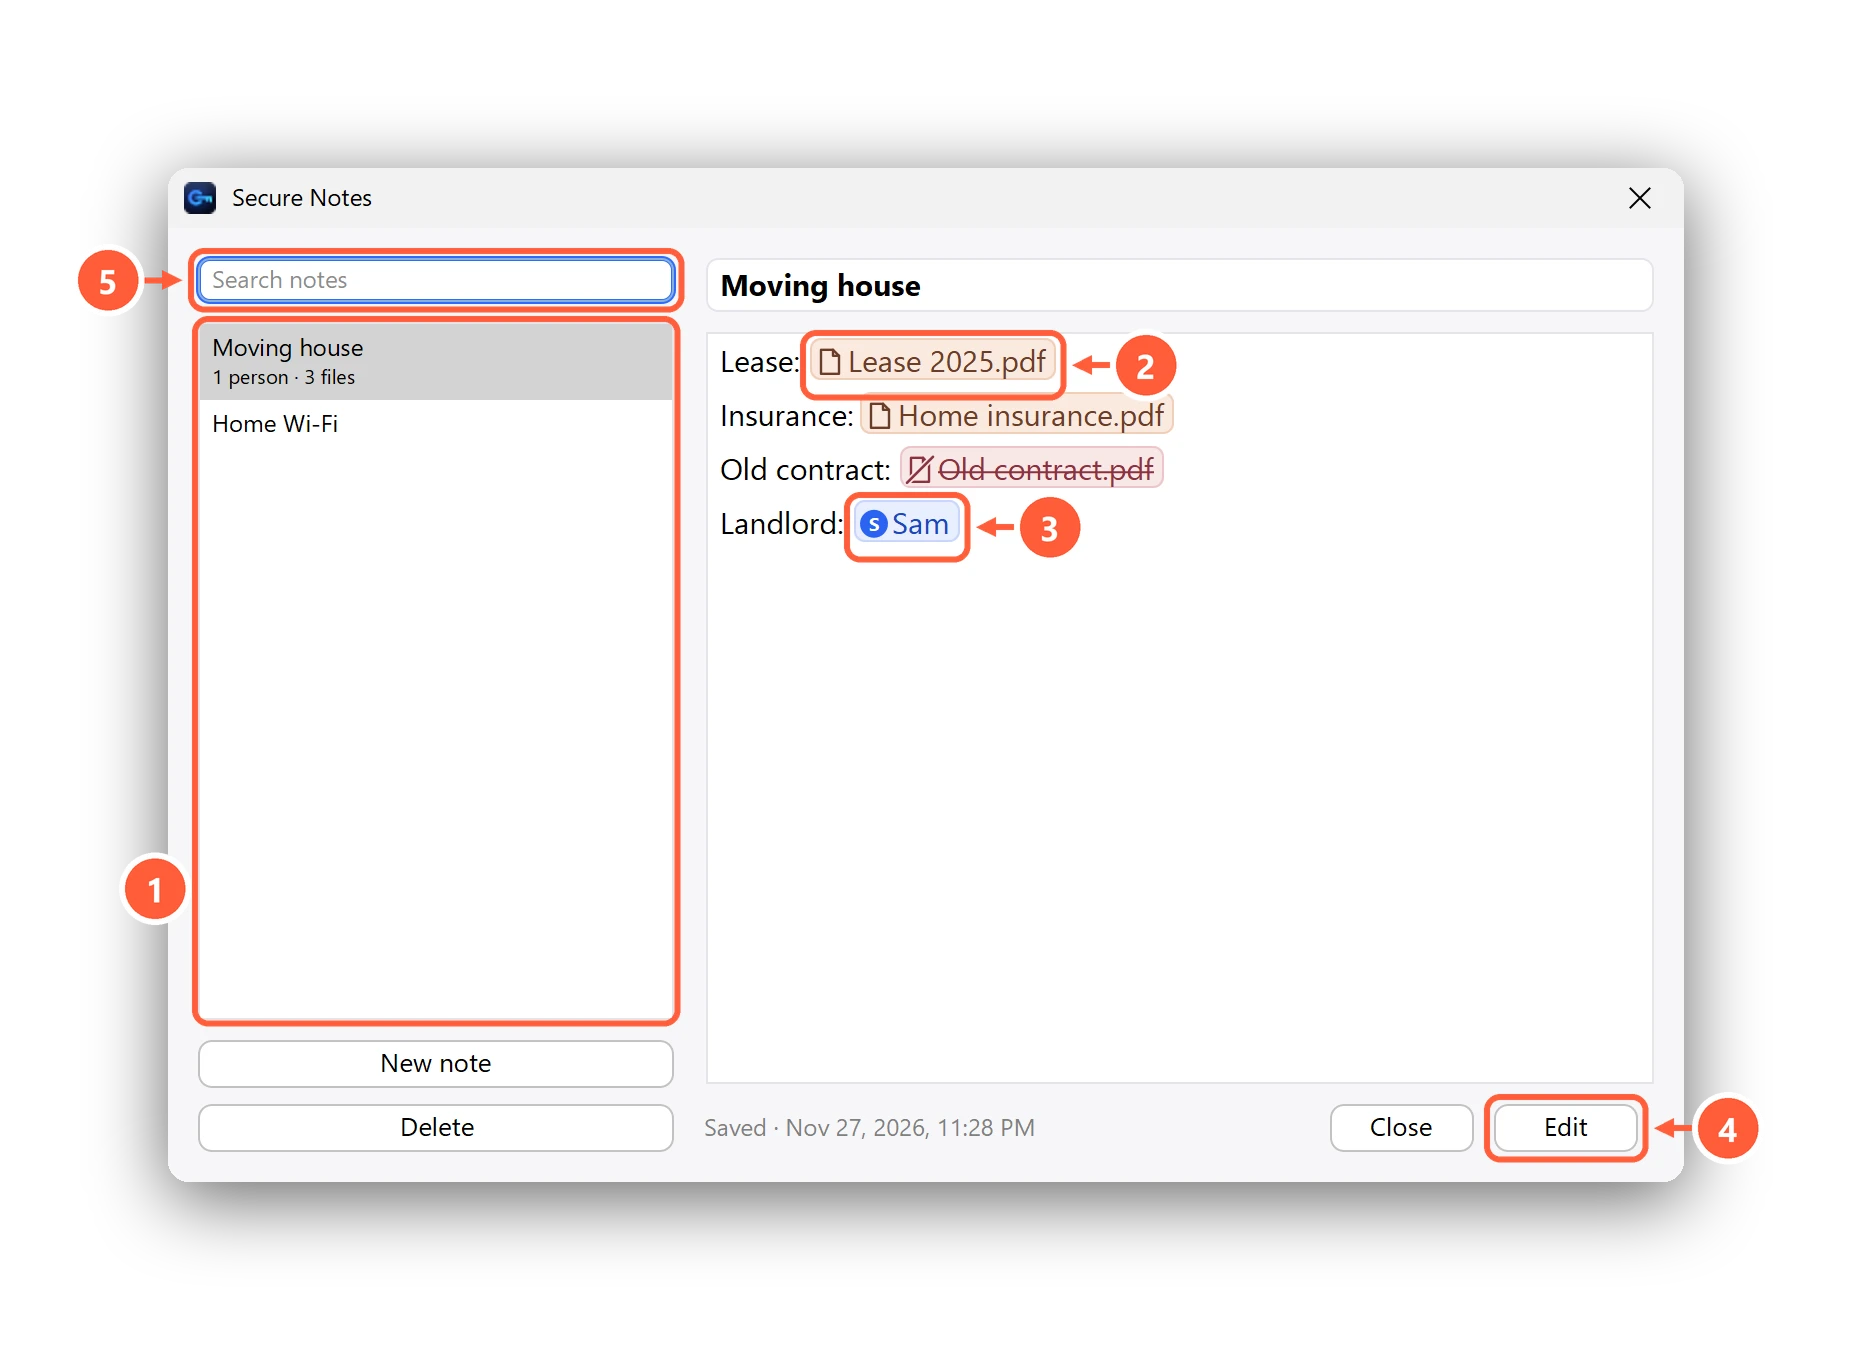 Secure Notes
5
Search notes
Moving house
1 person · 3 files
Home Wi-Fi
1
New note
Delete
Moving house
Lease: Lease 2025.pdf
2
Insurance: Home insurance.pdf
Old contract: Old contract.pdf
Landlord: S Sam
3
Saved · Nov 27, 2026, 11:28 PM
Close
Edit
4